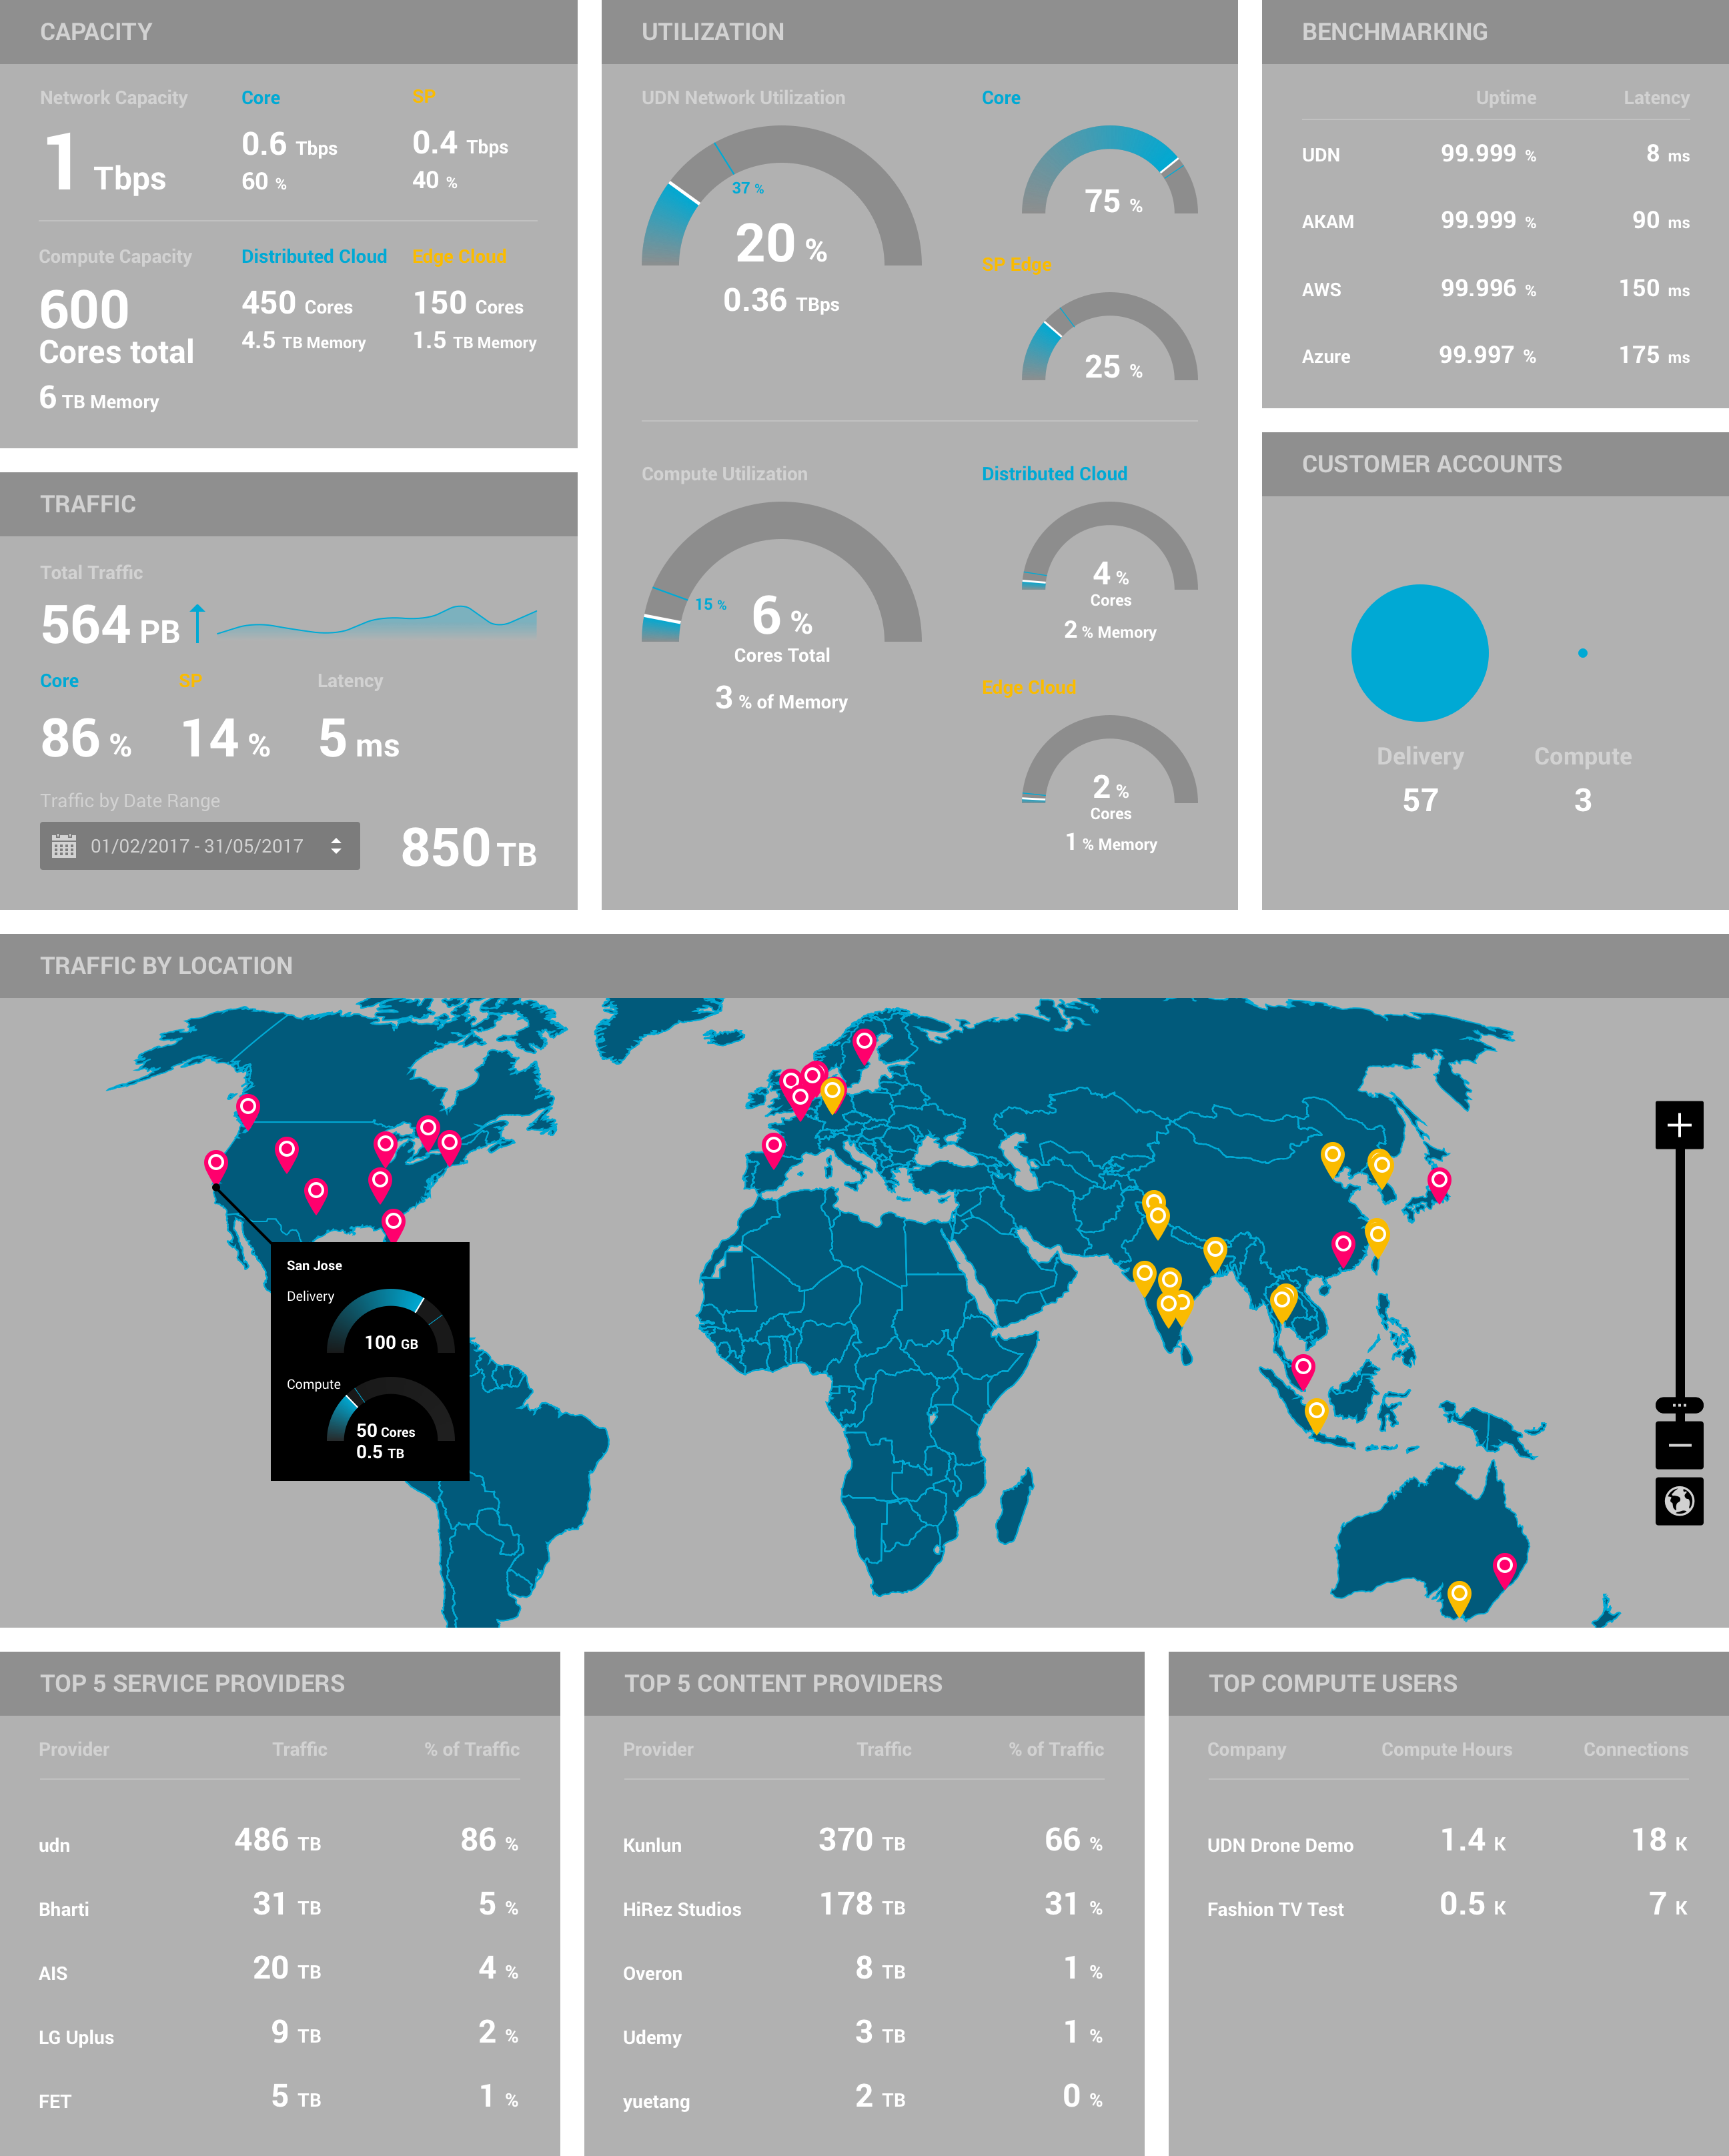 CAPACITY
Network Capacity
1 Tbps
Core
0.6 Tbps
60 %
SP
0.4 Tbps
40 %
Compute Capacity
600
Cores total
6 TB Memory
Distributed Cloud
450 Cores
4.5 TB Memory
Edge Cloud
150 Cores
1.5 TB Memory
TRAFFIC
Total Traffic
564 PB
Core
86 %
SP
14 %
Latency
5 ms
Traffic by Date Range
01/02/2017 - 31/05/2017
850 TB
UTILIZATION
UDN Network Utilization
37 %
20 %
0.36 TBps
Core
75 %
SP Edge
25 %
Compute Utilization
15 %
6 %
Cores Total
3 % of Memory
Distributed Cloud
4 %
Cores
2 % Memory
Edge Cloud
2 %
Cores
1 % Memory
BENCHMARKING
Uptime Latency
UDN 99.999 % 8 ms
AKAM 99.999 % 90 ms
AWS 99.996 % 150 ms
Azure 99.997 % 175 ms
CUSTOMER ACCOUNTS
Delivery Compute
57 3
TRAFFIC BY LOCATION
San Jose
Delivery
100 GB
Compute
50 Cores
0.5 TB
TOP 5 SERVICE PROVIDERS
Provider Traffic % of Traffic
udn 486 TB 86 %
Bharti 31 TB 5 %
AIS 20 TB 4 %
LG Uplus 9 TB 2 %
FET 5 TB 1 %
TOP 5 CONTENT PROVIDERS
Provider Traffic % of Traffic
Kunlun 370 TB 66 %
HiRez Studios 178 TB 31 %
Overon 8 TB 1 %
Udemy 3 TB 1 %
yuetang 2 TB 0 %
TOP COMPUTE USERS
Company Compute Hours Connections
UDN Drone Demo 1.4 K 18 K
Fashion TV Test 0.5 K 7 K